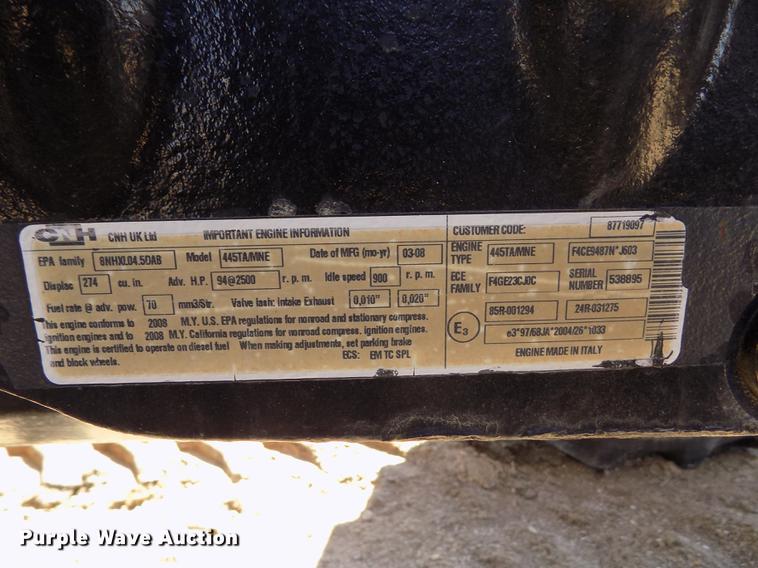 CNH CNH UK Ltd IMPORTANT ENGINE INFORMATION
EPA family 8NHXL04.5DAB Model 445TA/MNE Date of MFG (mo-yr) 03-08
Displac 274 cu. in. Adv. H.P. 94@2500 r. p. m. Idle speed 900 r. p. m.
Fuel rate @ adv. pow. 70 mm3/Str. Valve lash: intake Exhaust 0,010" 0,020"
This engine conforms to 2008 M.Y. U.S. EPA regulations for nonroad and stationary compress.
ignition engines and to 2008 M.Y. California regulations for nonroad compress. ignition engines.
This engine is certified to operate on diesel fuel When making adjustments, set parking brake
and block wheels. ECS: EM TC SPL
CUSTOMER CODE: 87719097
ENGINE TYPE 445TA/MNE F4CE9487N*J603
ECE FAMILY F4GE23CJ0C SERIAL NUMBER 538895
85R-001294 24R-031275
E3 e3*97/68JA*2004/26*1033
ENGINE MADE IN ITALY
Purple Wave Auction